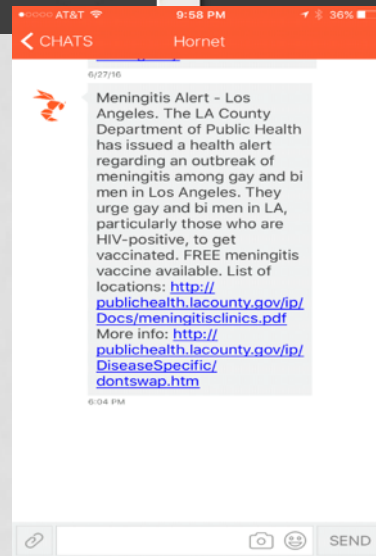 AT&T 9:58 PM 36%
CHATS Hornet
6/27/16
Meningitis Alert - Los
Angeles. The LA County
Department of Public Health
has issued a health alert
regarding an outbreak of
meningitis among gay and bi
men in Los Angeles. They
urge gay and bi men in LA,
particularly those who are
HIV-positive, to get
vaccinated. FREE meningitis
vaccine available. List of
locations: http://
publichealth.lacounty.gov/ip/
Docs/meningitisclinics.pdf
More info: http://
publichealth.lacounty.gov/ip/
DiseaseSpecific/
dontswap.htm
6:04 PM
SEND